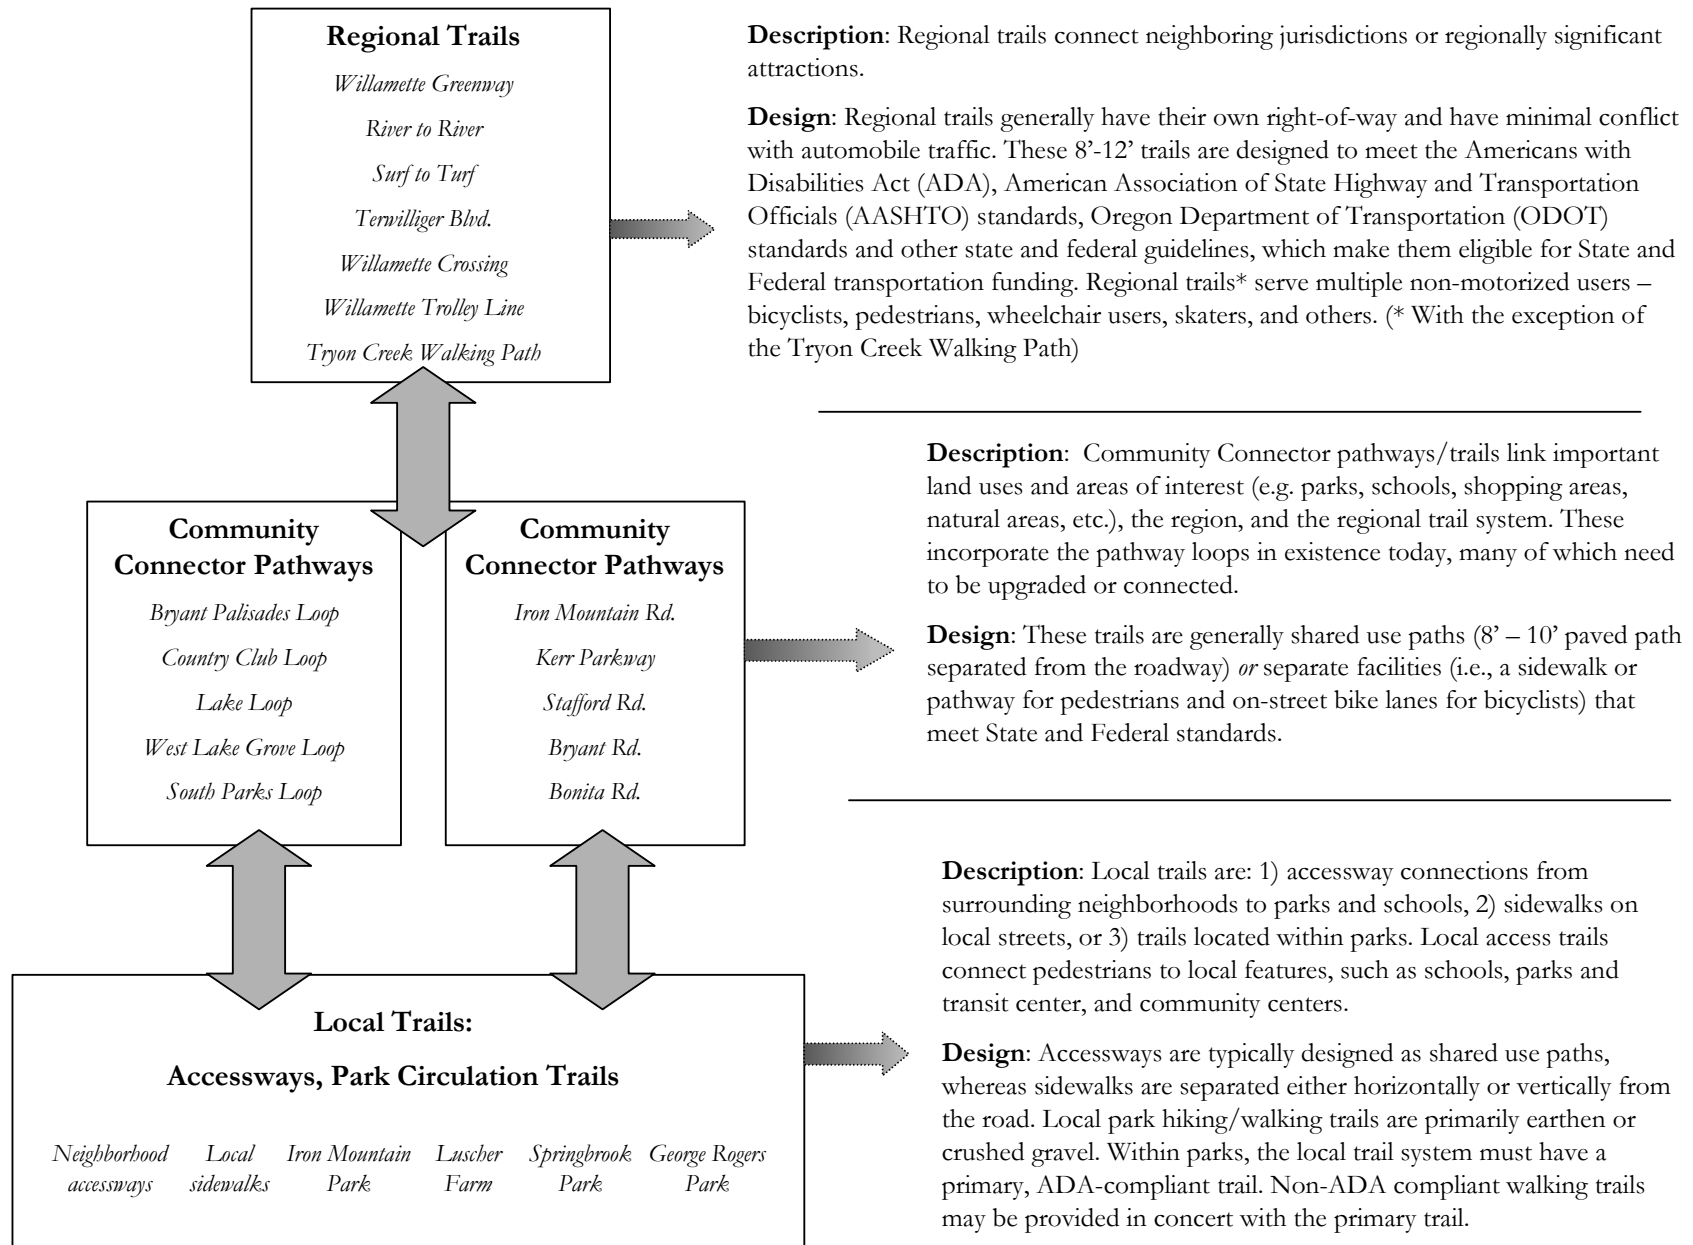 Regional Trails
Willamette Greenway
River to River
Surf to Turf
Terwilliger Blvd.
Willamette Crossing
Willamette Trolley Line
Tryon Creek Walking Path
Description: Regional trails connect neighboring jurisdictions or regionally significant
attractions.
Design: Regional trails generally have their own right-of-way and have minimal conflict
with automobile traffic. These 8’-12’ trails are designed to meet the Americans with
Disabilities Act (ADA), American Association of State Highway and Transportation
Officials (AASHTO) standards, Oregon Department of Transportation (ODOT)
standards and other state and federal guidelines, which make them eligible for State and
Federal transportation funding. Regional trails* serve multiple non-motorized users –
bicyclists, pedestrians, wheelchair users, skaters, and others. (* With the exception of
the Tryon Creek Walking Path)
Community
Connector Pathways
Bryant Palisades Loop
Country Club Loop
Lake Loop
West Lake Grove Loop
South Parks Loop
Community
Connector Pathways
Iron Mountain Rd.
Kerr Parkway
Stafford Rd.
Bryant Rd.
Bonita Rd.
Description: Community Connector pathways/trails link important
land uses and areas of interest (e.g. parks, schools, shopping areas,
natural areas, etc.), the region, and the regional trail system. These
incorporate the pathway loops in existence today, many of which need
to be upgraded or connected.
Design: These trails are generally shared use paths (8’ – 10’ paved path
separated from the roadway) or separate facilities (i.e., a sidewalk or
pathway for pedestrians and on-street bike lanes for bicyclists) that
meet State and Federal standards.
Local Trails:
Accessways, Park Circulation Trails
Neighborhood
accessways
Local
sidewalks
Iron Mountain
Park
Luscher
Farm
Springbrook
Park
George Rogers
Park
Description: Local trails are: 1) accessway connections from
surrounding neighborhoods to parks and schools, 2) sidewalks on
local streets, or 3) trails located within parks. Local access trails
connect pedestrians to local features, such as schools, parks and
transit center, and community centers.
Design: Accessways are typically designed as shared use paths,
whereas sidewalks are separated either horizontally or vertically from
the road. Local park hiking/walking trails are primarily earthen or
crushed gravel. Within parks, the local trail system must have a
primary, ADA-compliant trail. Non-ADA compliant walking trails
may be provided in concert with the primary trail.